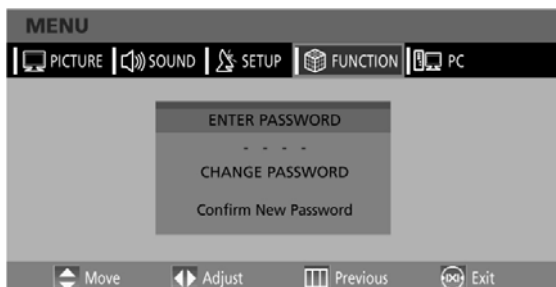 MENU
PICTURE SOUND SETUP FUNCTION PC
ENTER PASSWORD
- - - -
CHANGE PASSWORD
Confirm New Password
Move Adjust Previous Exit